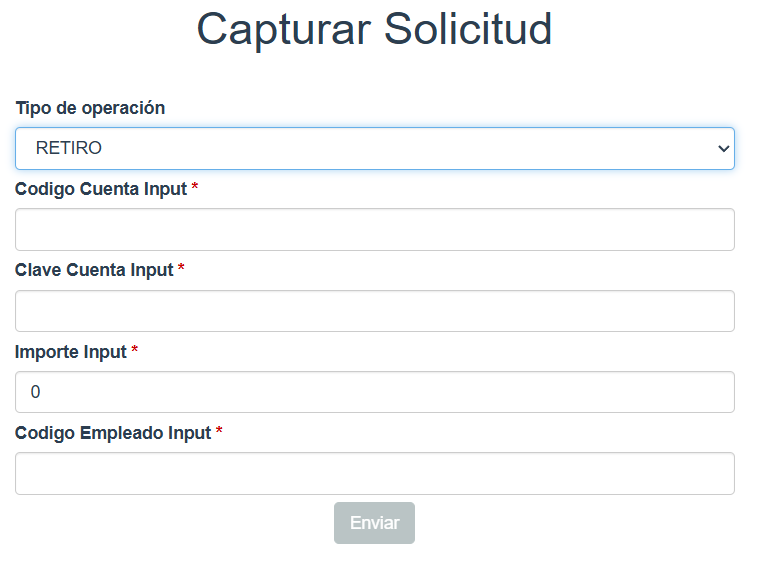 Capturar Solicitud
Tipo de operación
RETIRO
Codigo Cuenta Input *
Clave Cuenta Input *
Importe Input *
0
Codigo Empleado Input *
Enviar